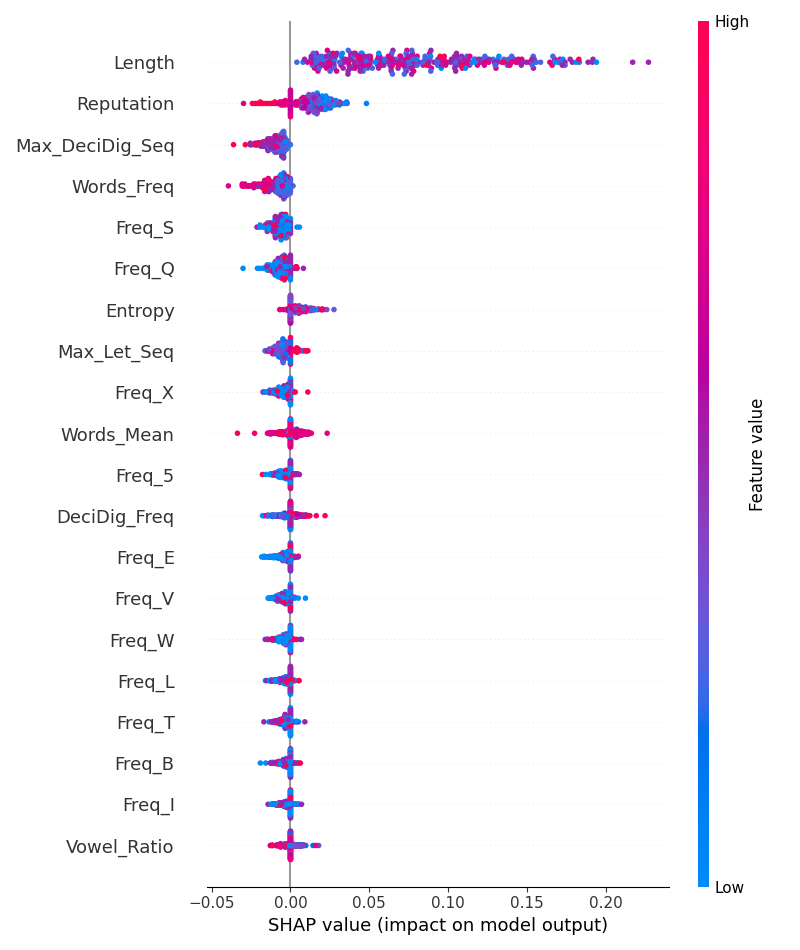 High
Length
Reputation
Max_DeciDig_Seq
Words_Freq
Freq_S
Freq_Q
Entropy
Max_Let_Seq
Freq_X
Words_Mean
Freq_5
DeciDig_Freq
Freq_E
Freq_V
Freq_W
Freq_L
Freq_T
Freq_B
Freq_I
Vowel_Ratio
Feature value
Low
−0.05 0.00 0.05 0.10 0.15 0.20
SHAP value (impact on model output)